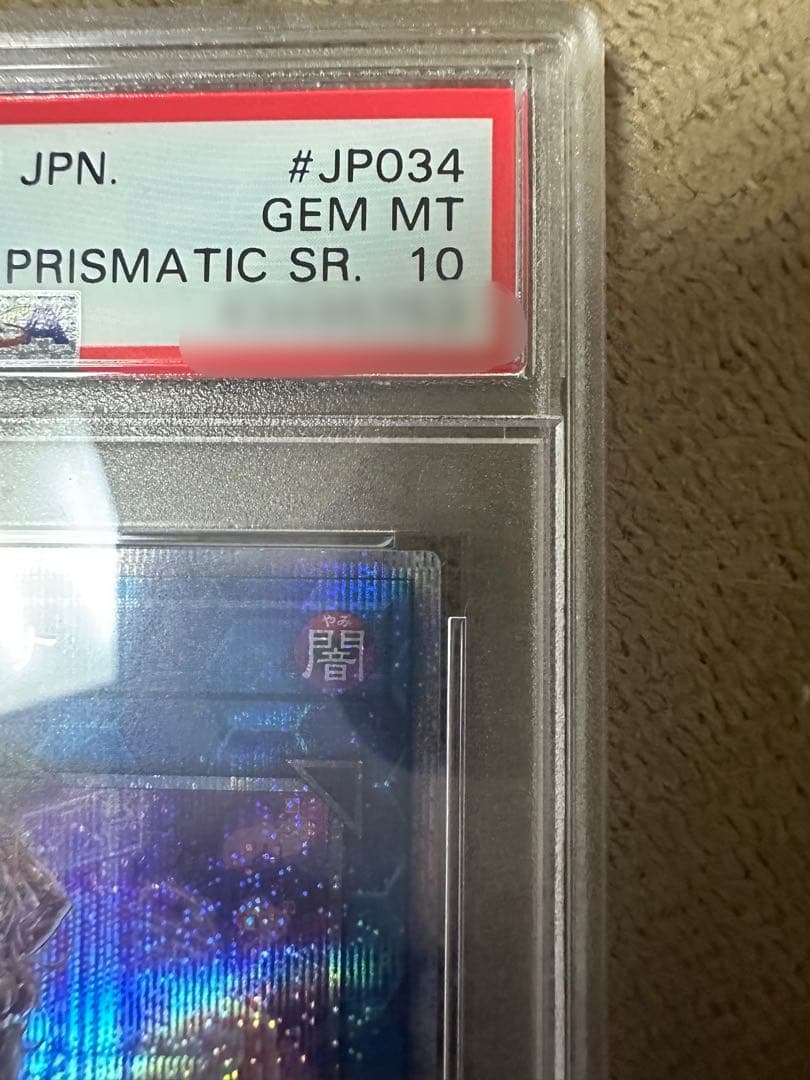 JPN. #JP034
GEM MT
PRISMATIC SR. 10
やみ
闇